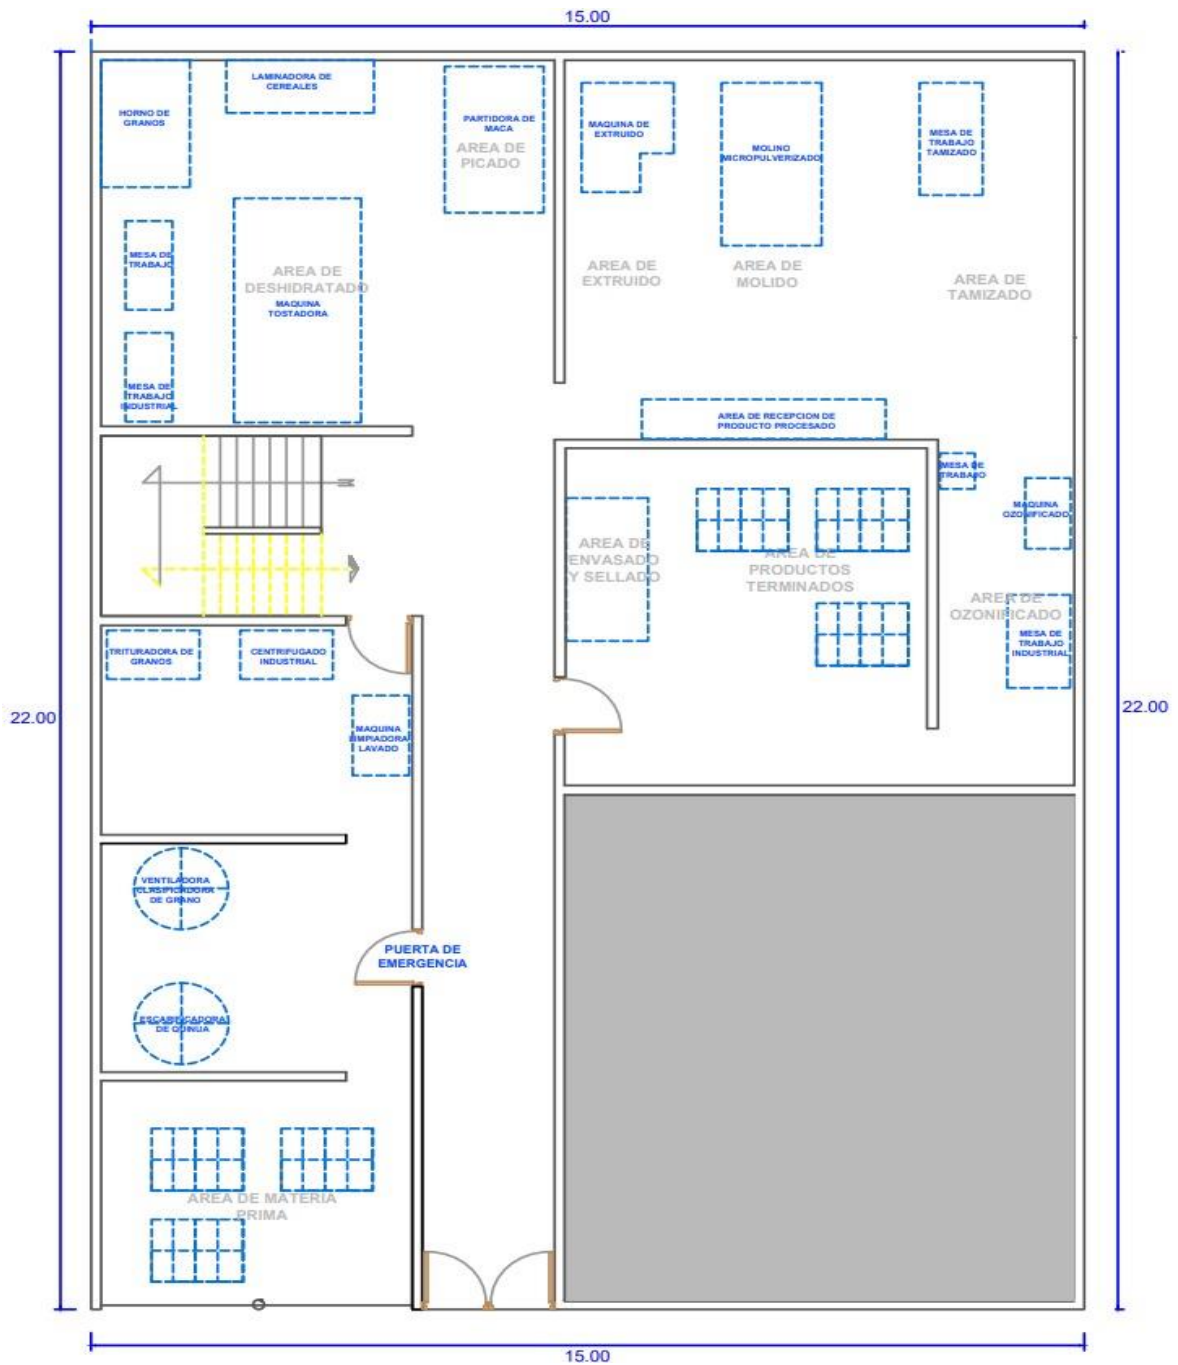 15.00
HORNO DE
GRANOS
LAMINADORA DE
CEREALES
PARTIDORA DE
MACA
AREA DE
PICADO
MAQUINA DE
EXTRUIDO
MOLINO
MICROPULVERIZADO
MESA DE
TRABAJO
TAMIZADO
MESA DE
TRABAJO
AREA DE
DESHIDRATADO
MAQUINA
TOSTADORA
AREA DE
EXTRUIDO
AREA DE
MOLIDO
AREA DE
TAMIZADO
MESA DE
TRABAJO
INDUSTRIAL
AREA DE RECEPCION DE
PRODUCTO PROCESADO
MESA DE
TRABAJO
MAQUINA
OZONIFICADO
AREA DE
ENVASADO
Y SELLADO
AREA DE
PRODUCTOS
TERMINADOS
AREA DE
OZONIFICADO
MESA DE
TRABAJO
INDUSTRIAL
TRITURADORA DE
GRANOS
CENTRIFUGADO
INDUSTRIAL
MAQUINA
LIMPIADORA
LAVADO
22.00
22.00
VENTILADORA
CLASIFICADORA
DE GRANO
PUERTA DE
EMERGENCIA
ESCARIFICADORA
DE QUINUA
AREA DE MATERIA
PRIMA
15.00